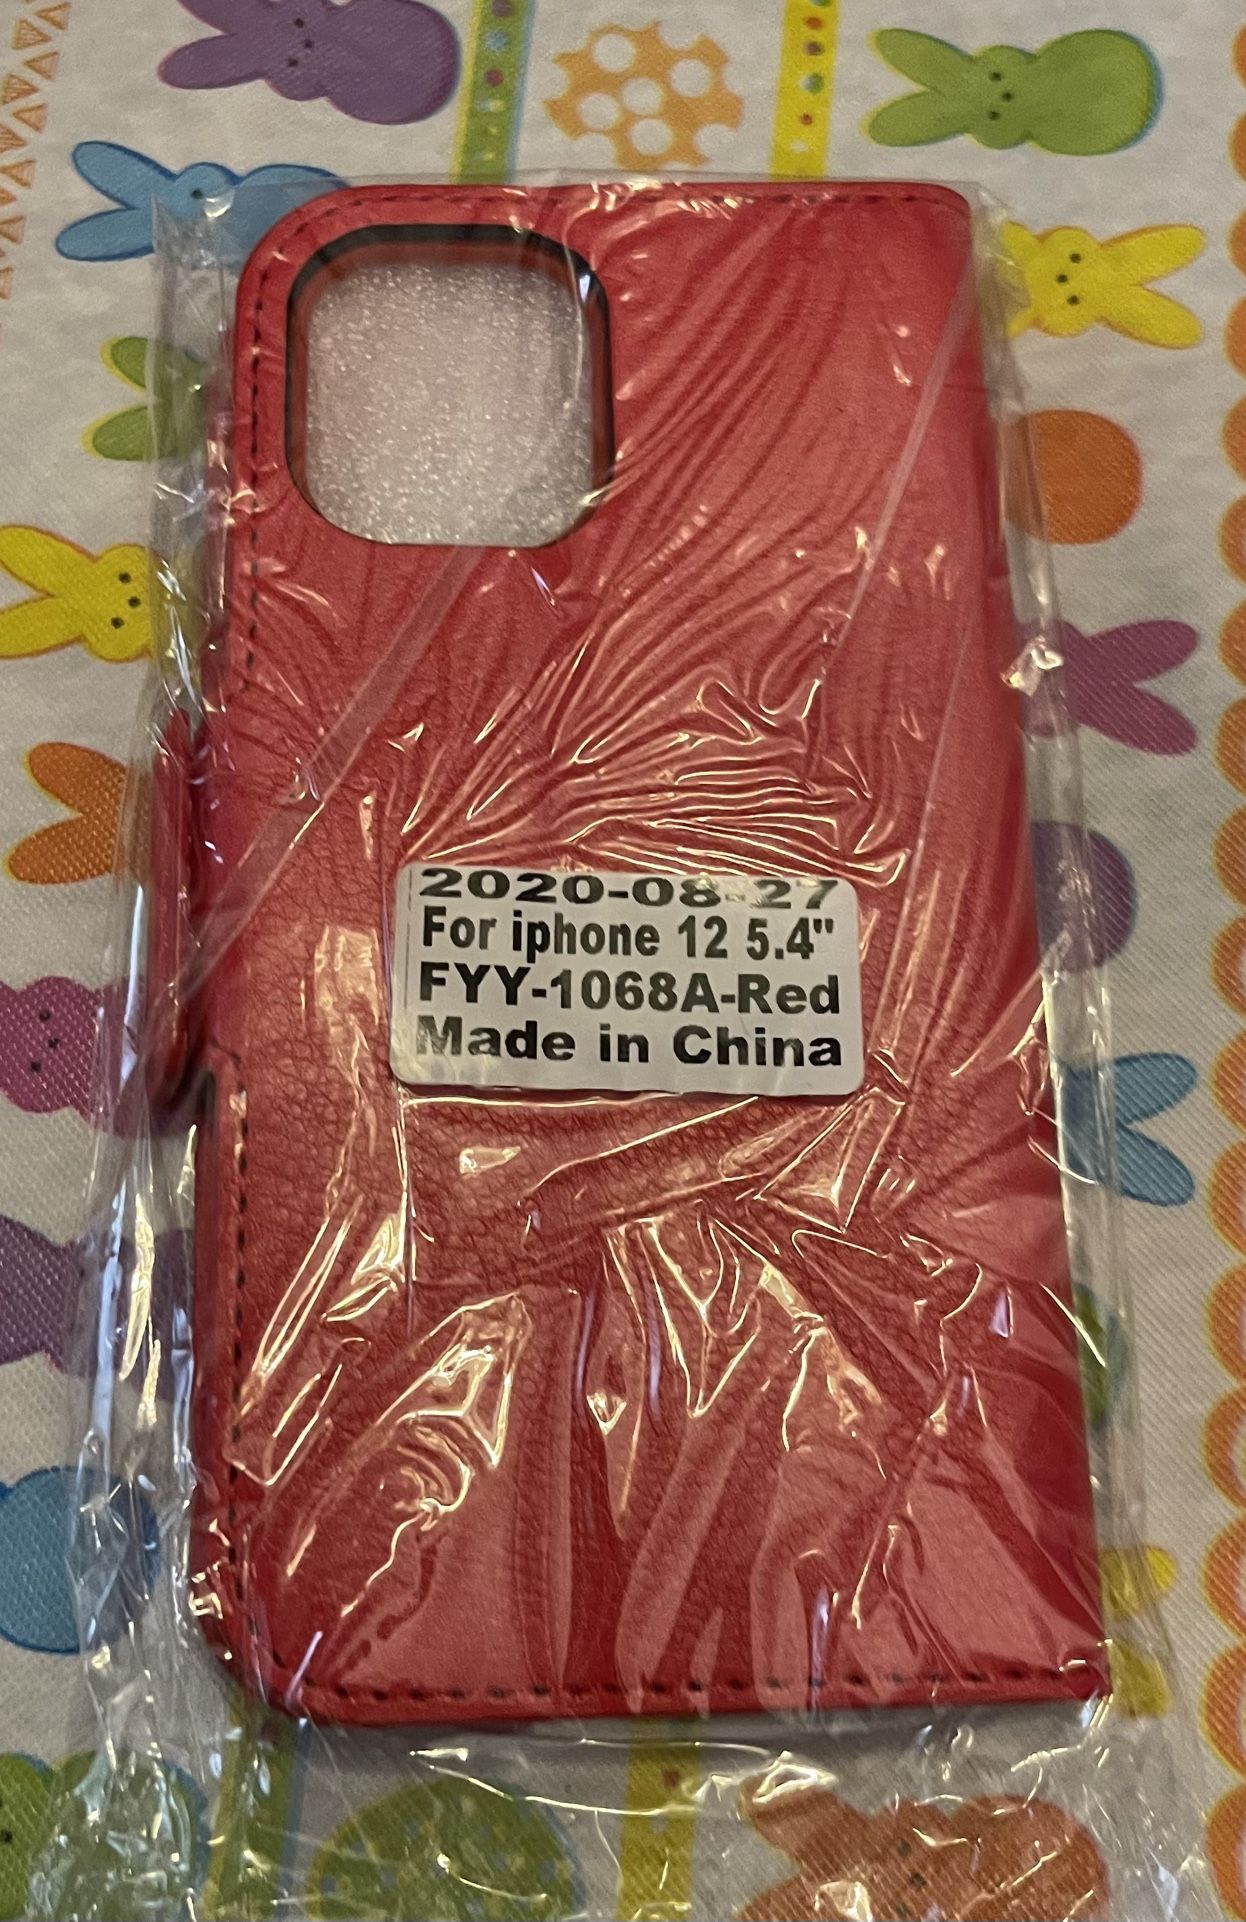 2020-08-27
For iphone 12 5.4"
FYY-1068A-Red
Made in China